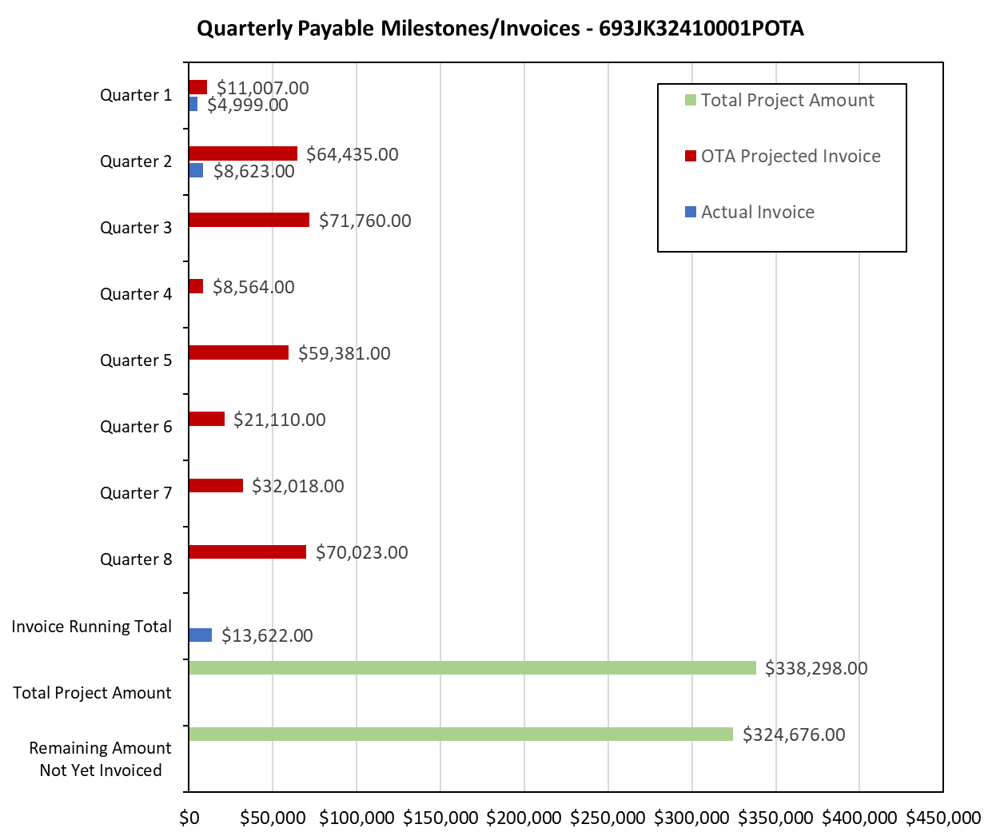 Quarterly Payable Milestones/Invoices - 693JK32410001POTA
Total Project Amount
OTA Projected Invoice
Actual Invoice
Quarter 1
$11,007.00
$4,999.00
Quarter 2
$64,435.00
$8,623.00
Quarter 3
$71,760.00
Quarter 4
$8,564.00
Quarter 5
$59,381.00
Quarter 6
$21,110.00
Quarter 7
$32,018.00
Quarter 8
$70,023.00
Invoice Running Total
$13,622.00
Total Project Amount
$338,298.00
Remaining Amount
Not Yet Invoiced
$324,676.00
$0 $50,000 $100,000 $150,000 $200,000 $250,000 $300,000 $350,000 $400,000 $450,000